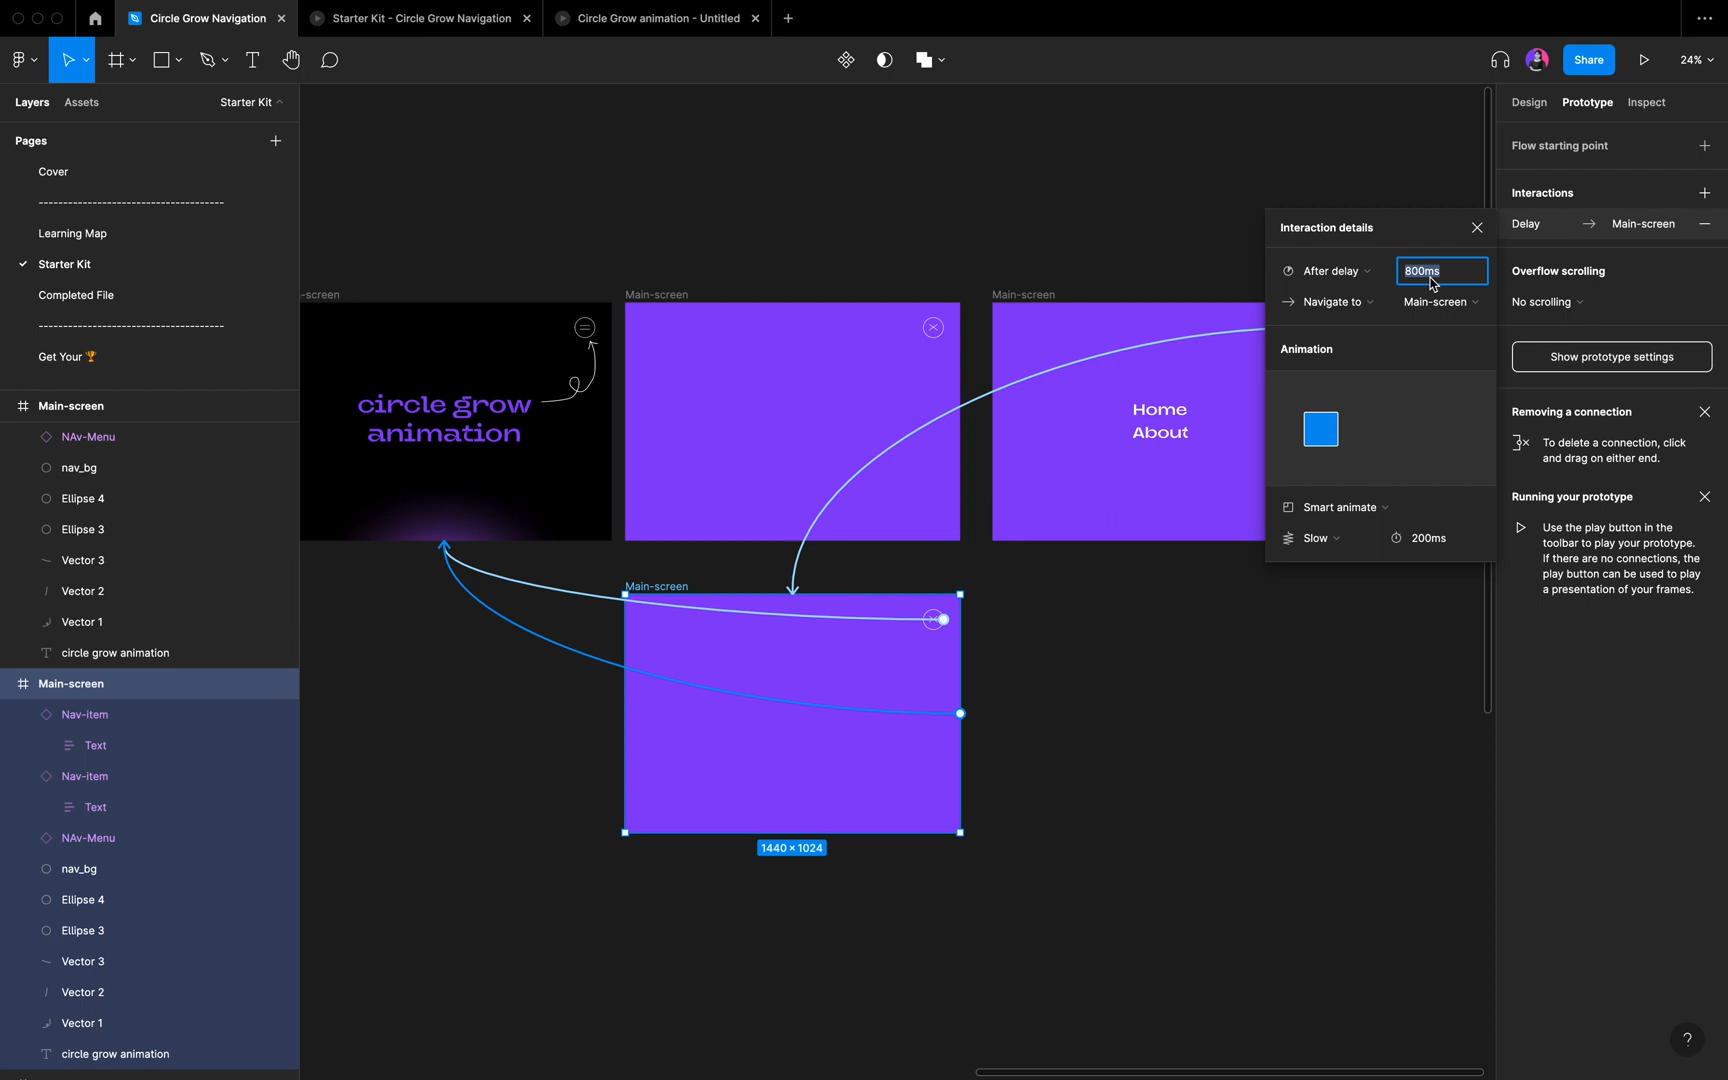 Circle Grow Navigation
Starter Kit - Circle Grow Navigation
Circle Grow animation - Untitled
Share
24%
Layers
Assets
Starter Kit
Pages
Cover
--------------------------------------
Learning Map
Starter Kit
Completed File
--------------------------------------
Get Your 🏆
Main-screen
NAv-Menu
nav_bg
Ellipse 4
Ellipse 3
Vector 3
Vector 2
Vector 1
circle grow animation
Main-screen
Nav-item
Text
Nav-item
Text
NAv-Menu
nav_bg
Ellipse 4
Ellipse 3
Vector 3
Vector 2
Vector 1
circle grow animation
-screen
circle grow
animation
Main-screen
Main-screen
Home
About
Main-screen
1440 × 1024
Interaction details
After delay
800ms
Navigate to
Main-screen
Animation
Smart animate
Slow
200ms
Design
Prototype
Inspect
Flow starting point
Interactions
Delay
Main-screen
Overflow scrolling
No scrolling
Show prototype settings
Removing a connection
To delete a connection, click
and drag on either end.
Running your prototype
Use the play button in the
toolbar to play your prototype.
If there are no connections, the
play button can be used to play
a presentation of your frames.
?